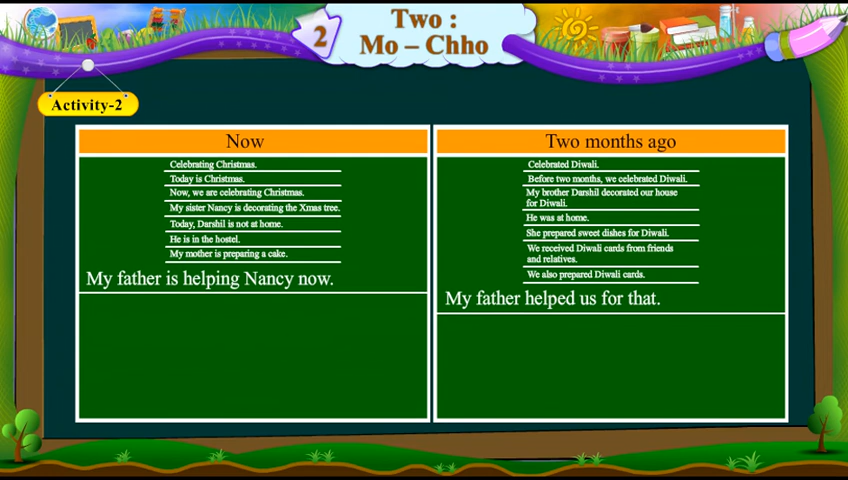 2
Two :
Mo – Chho
Activity-2
Now
Celebrating Christmas.
Today is Christmas.
Now, we are celebrating Christmas.
My sister Nancy is decorating the Xmas tree.
Today, Darshil is not at home.
He is in the hostel.
My mother is preparing a cake.
My father is helping Nancy now.
Two months ago
Celebrated Diwali.
Before two months, we celebrated Diwali.
My brother Darshil decorated our house
for Diwali.
He was at home.
She prepared sweet dishes for Diwali.
We received Diwali cards from friends
and relatives.
We also prepared Diwali cards.
My father helped us for that.